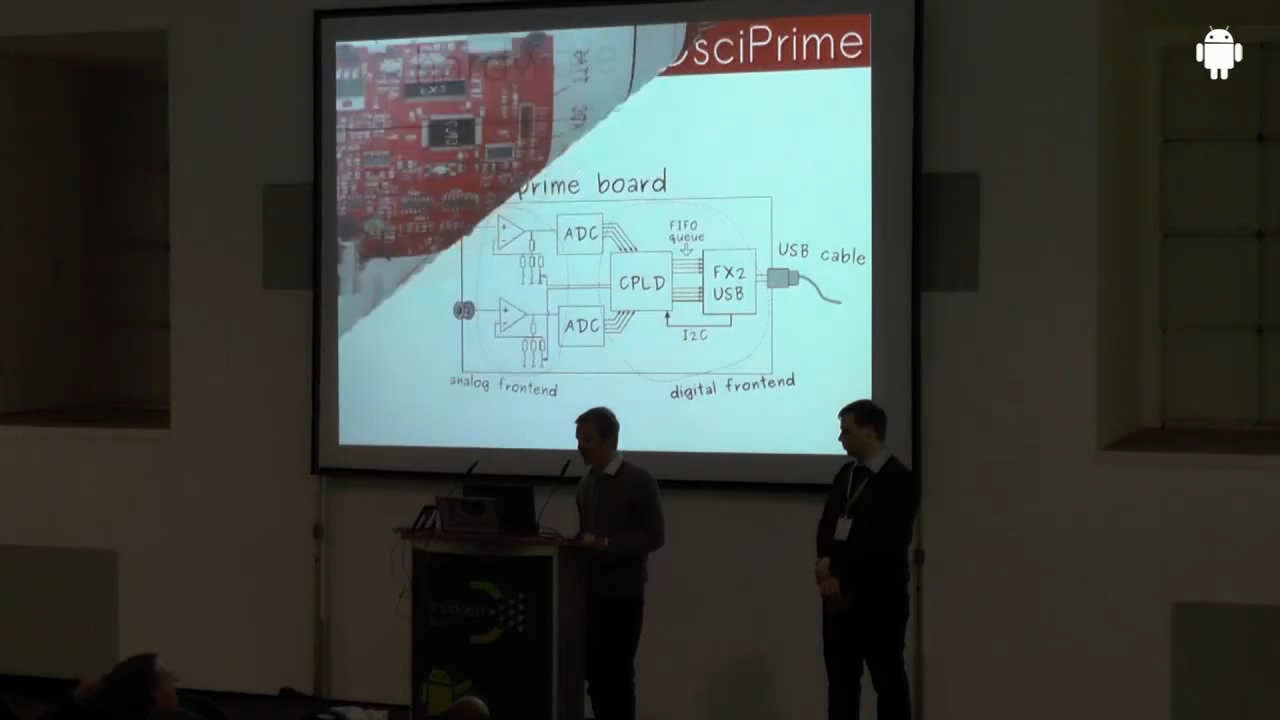 OsciPrime
prime board
ADC
FIFO
queue
USB cable
CPLD
FX2
USB
ADC
I2C
analog frontend
digital frontend